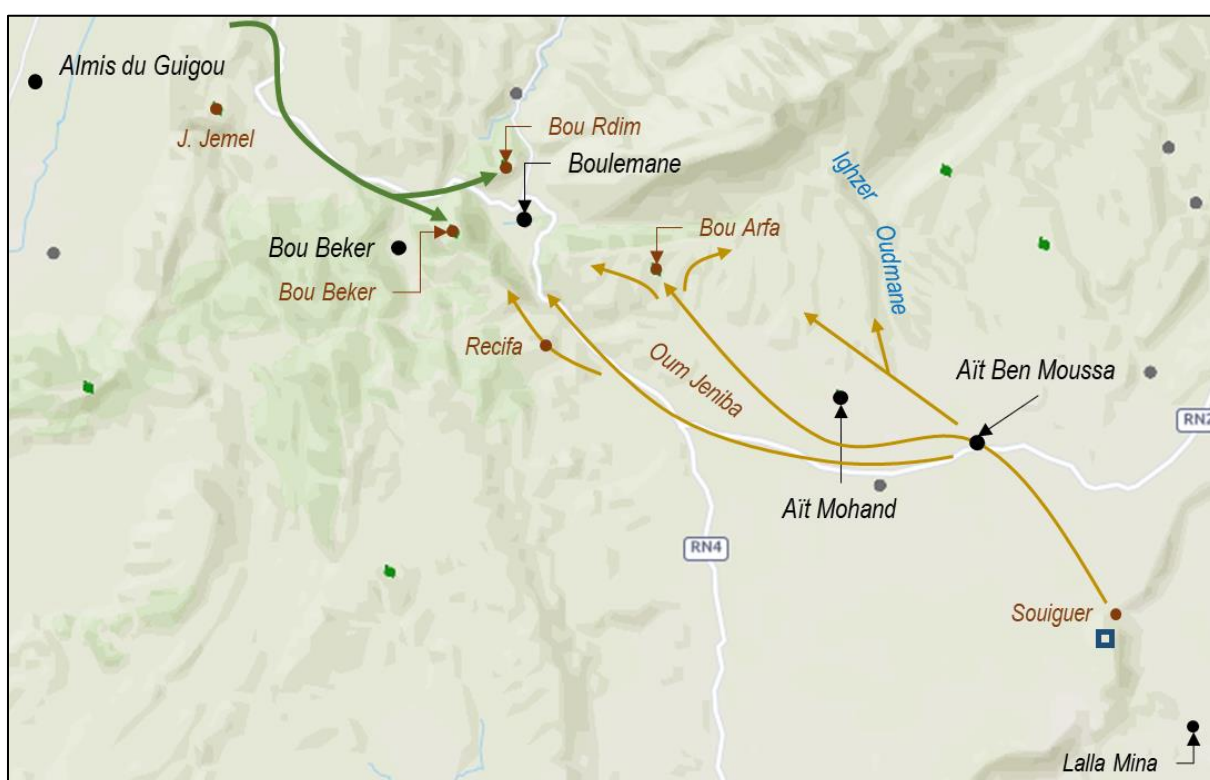 Almis du Guigou
J. Jemel
Bou Rdim
Boulemane
Ighzer
Oudmane
Bou Arfa
Bou Beker
Bou Beker
Recifa
Oum Jeniba
Aït Ben Moussa
RN2
Aït Mohand
RN4
Souiguer
Lalla Mina